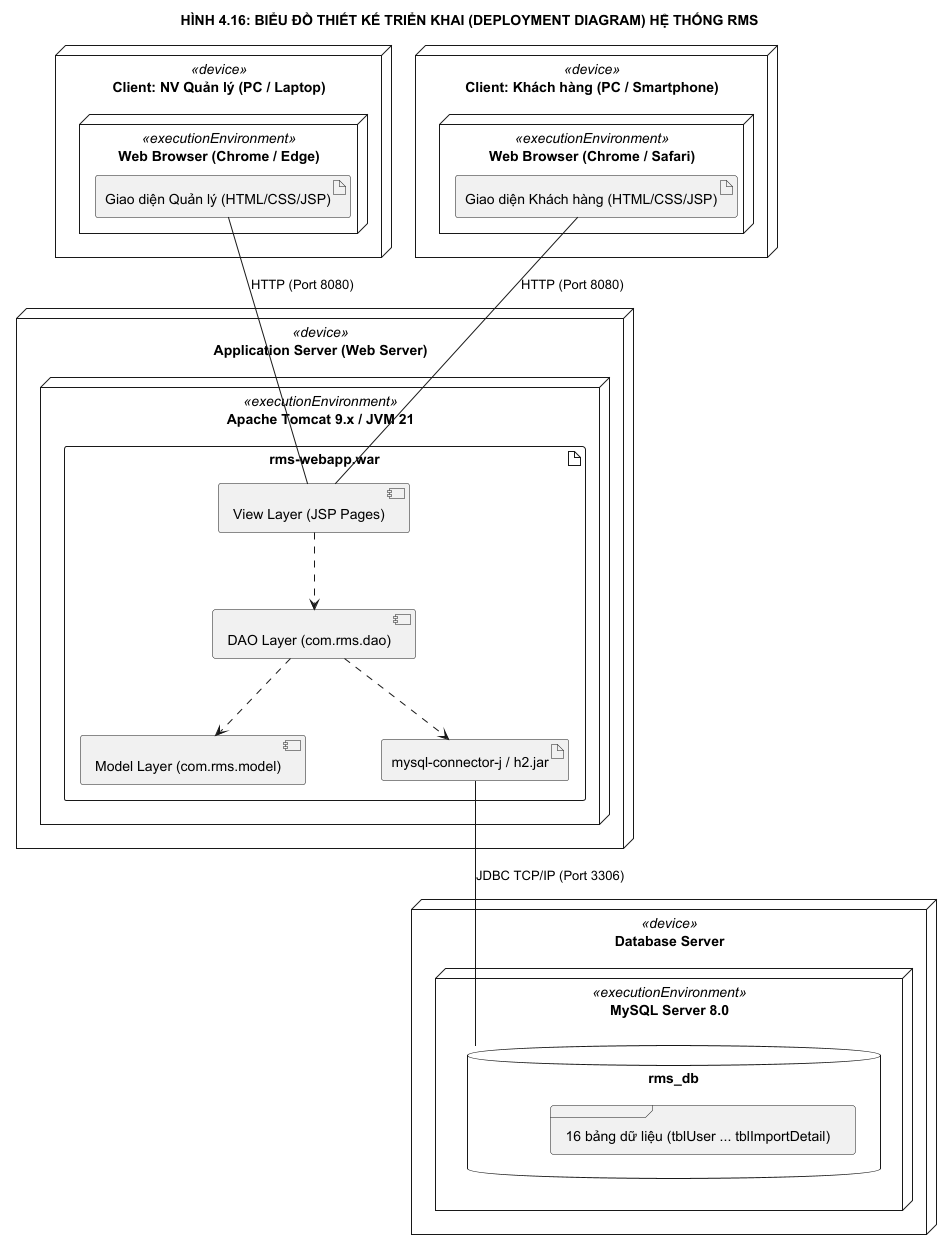 HÌNH 4.16: BIỂU ĐỒ THIẾT KẾ TRIỂN KHAI (DEPLOYMENT DIAGRAM) HỆ THỐNG RMS
«device»
Client: NV Quản lý (PC / Laptop)
«executionEnvironment»
Web Browser (Chrome / Edge)
Giao diện Quản lý (HTML/CSS/JSP)
«device»
Client: Khách hàng (PC / Smartphone)
«executionEnvironment»
Web Browser (Chrome / Safari)
Giao diện Khách hàng (HTML/CSS/JSP)
HTTP (Port 8080)
HTTP (Port 8080)
«device»
Application Server (Web Server)
«executionEnvironment»
Apache Tomcat 9.x / JVM 21
rms-webapp.war
View Layer (JSP Pages)
DAO Layer (com.rms.dao)
Model Layer (com.rms.model)
mysql-connector-j / h2.jar
JDBC TCP/IP (Port 3306)
«device»
Database Server
«executionEnvironment»
MySQL Server 8.0
rms_db
16 bảng dữ liệu (tblUser ... tblImportDetail)